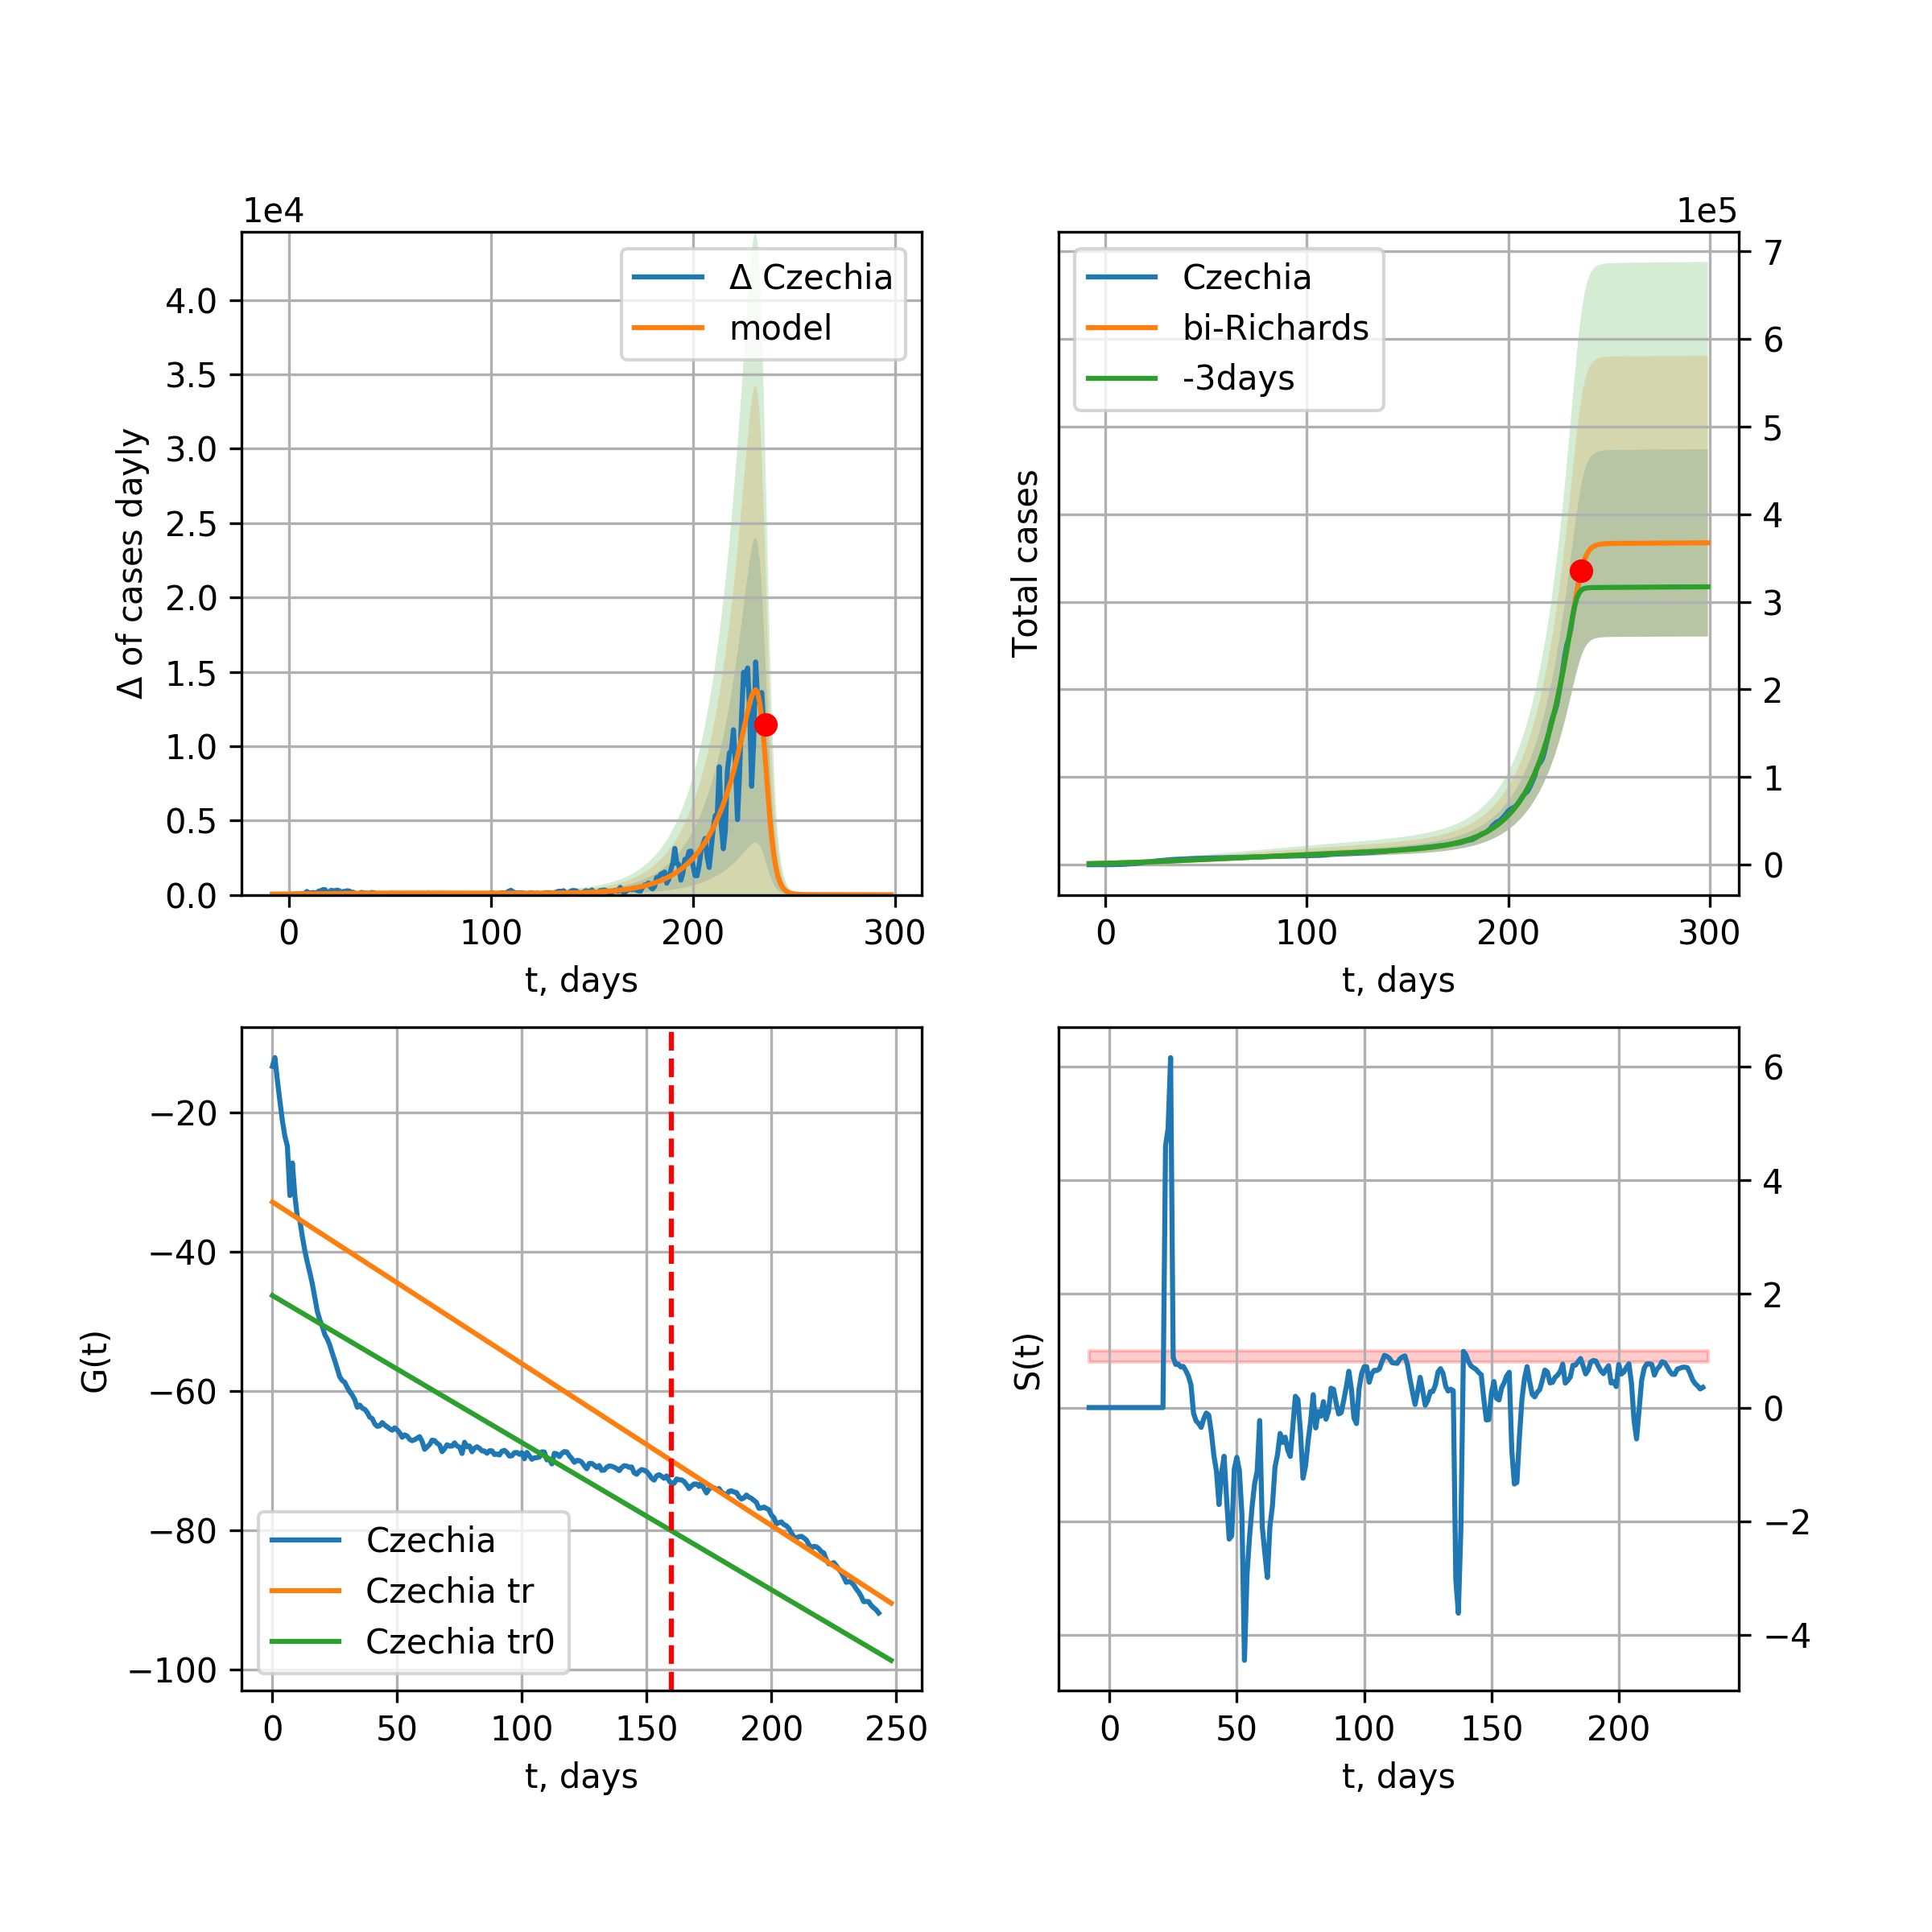 1e4
Δ Czechia
model
4.0
3.5
3.0
2.5
2.0
1.5
1.0
0.5
0.0
Δ of cases dayly
0 100 200 300
t, days
1e5
Czechia
bi-Richards
-3days
7
6
5
4
3
2
1
0
Total cases
0 100 200 300
t, days
−20
−40
−60
−80
−100
G(t)
Czechia
Czechia tr
Czechia tr0
0 50 100 150 200 250
t, days
6
4
2
0
−2
−4
S(t)
0 50 100 150 200
t, days